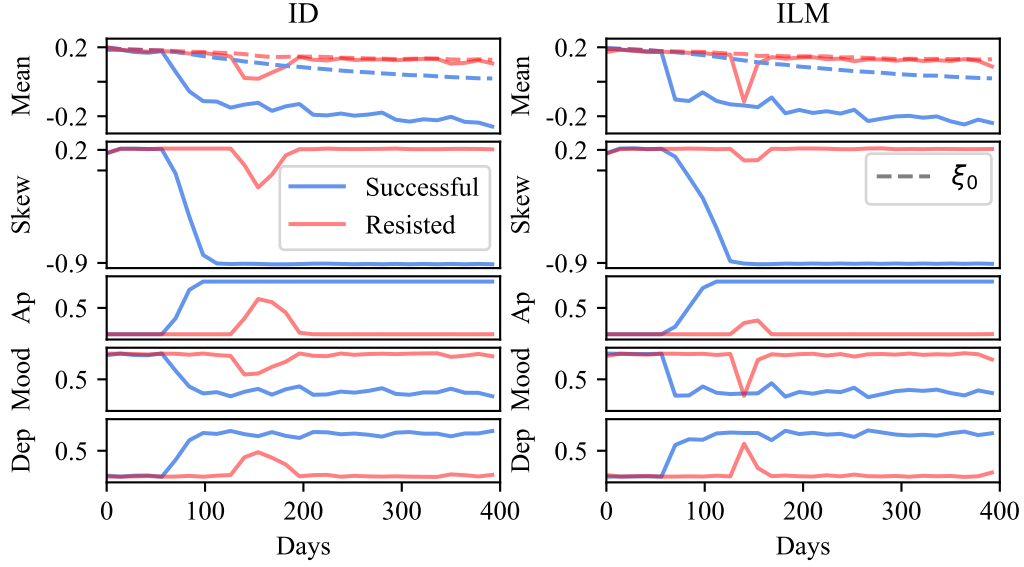 ID
ILM
Mean
0.2
-0.2
Skew
0.2
-0.9
Successful
Resisted
Ap
0.5
Mood
0.5
Dep
0.5
0 100 200 300 400
Days
Mean
0.2
-0.2
Skew
0.2
-0.9
ξ₀
Ap
0.5
Mood
0.5
Dep
0.5
0 100 200 300 400
Days